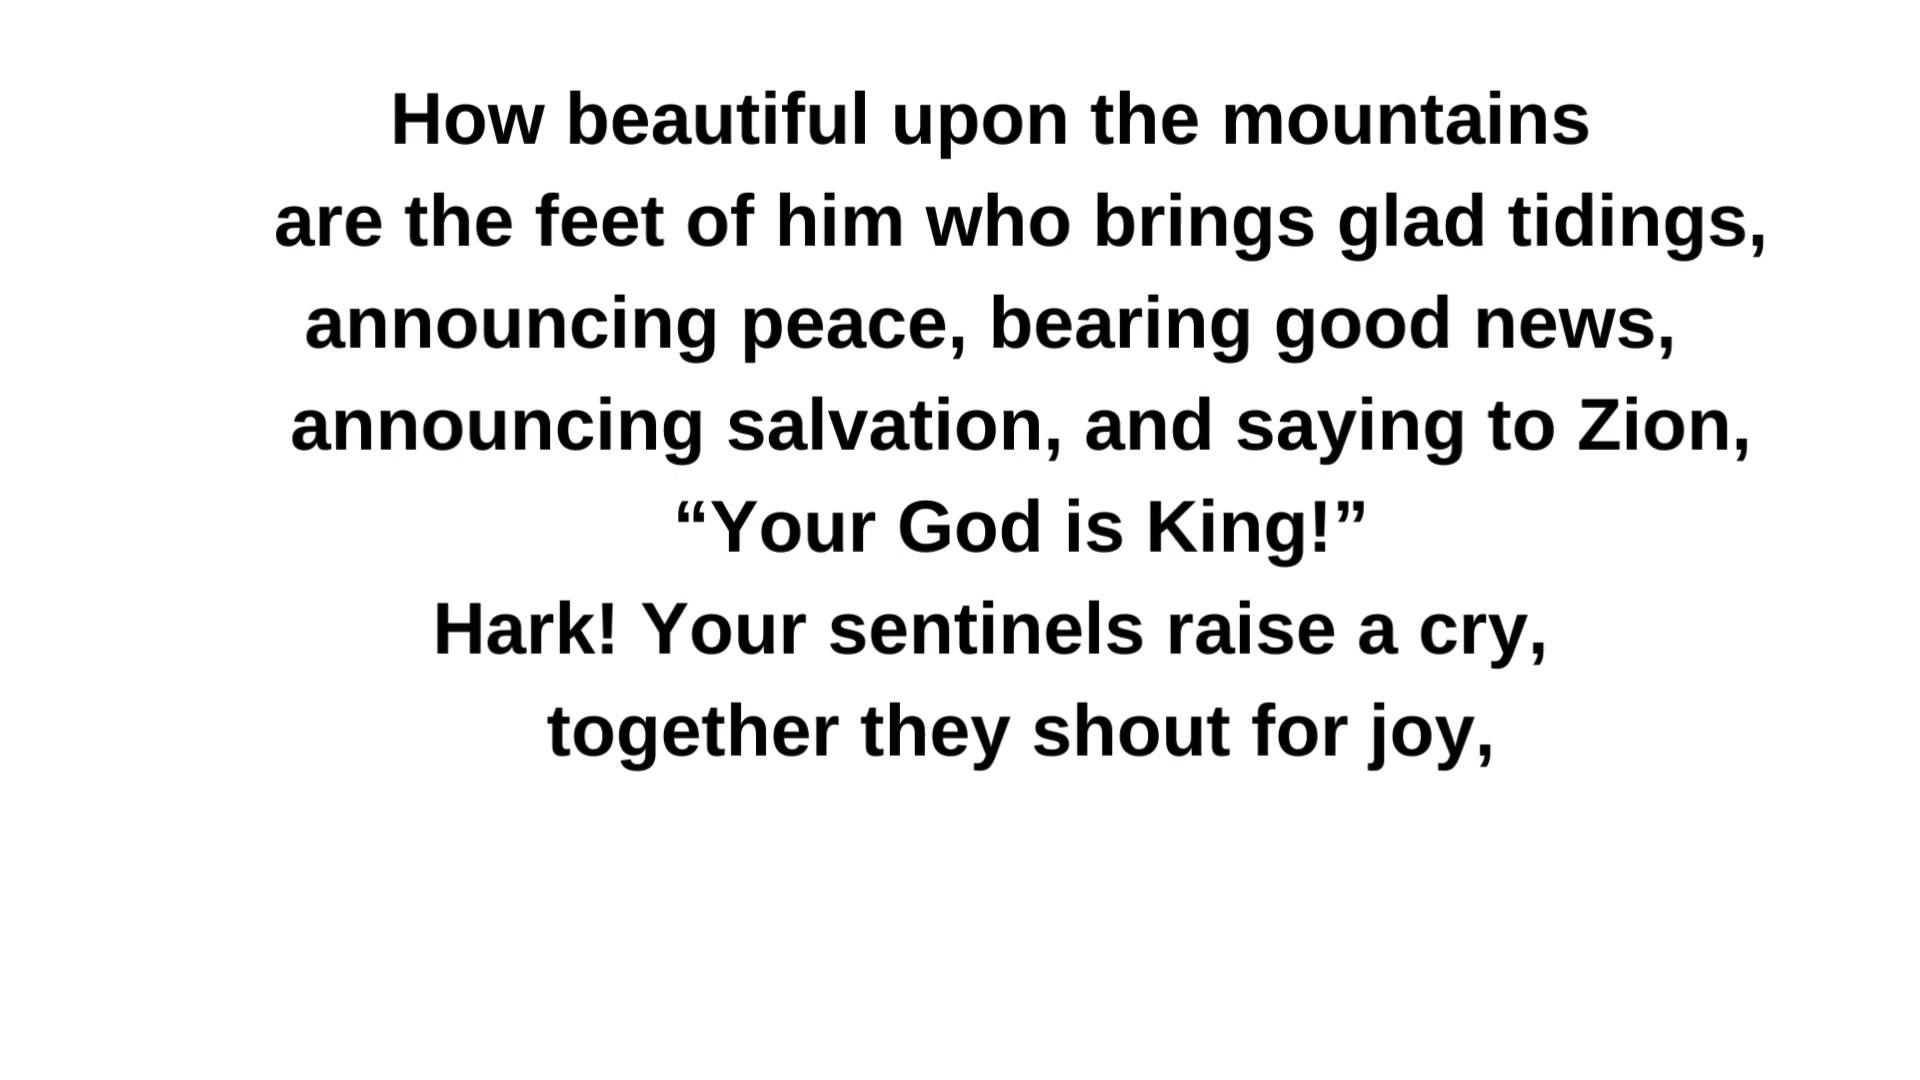 How beautiful upon the mountains
are the feet of him who brings glad tidings,
announcing peace, bearing good news,
announcing salvation, and saying to Zion,
“Your God is King!”
Hark! Your sentinels raise a cry,
together they shout for joy,